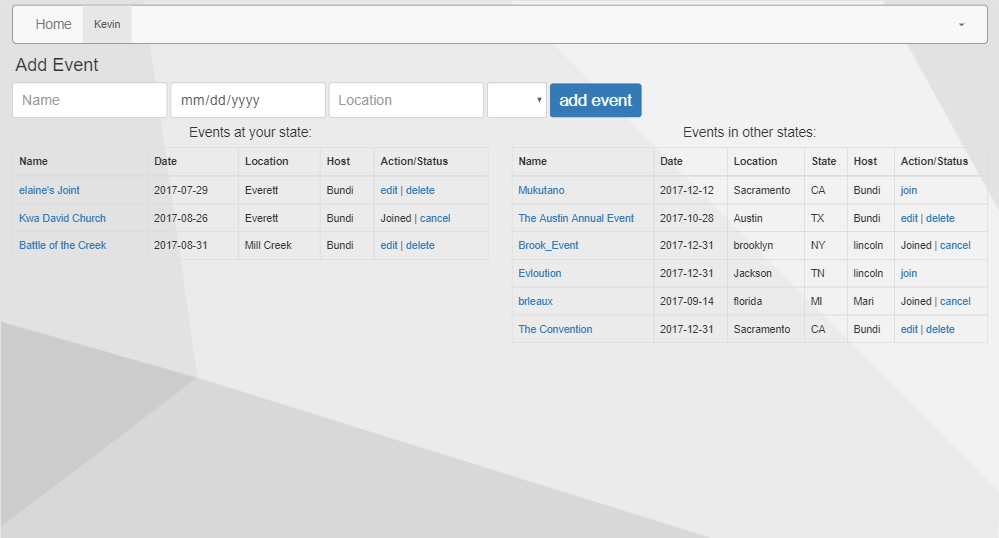 Home Kevin
Add Event
Name mm/dd/yyyy Location add event
Events at your state:
Name Date Location Host Action/Status
elaine's Joint 2017-07-29 Everett Bundi edit | delete
Kwa David Church 2017-08-26 Everett Bundi Joined | cancel
Battle of the Creek 2017-08-31 Mill Creek Bundi edit | delete
Events in other states:
Name Date Location State Host Action/Status
Mukutano 2017-12-12 Sacramento CA Bundi join
The Austin Annual Event 2017-10-28 Austin TX Bundi edit | delete
Brook_Event 2017-12-31 brooklyn NY lincoln Joined | cancel
Evloution 2017-12-31 Jackson TN lincoln join
brleaux 2017-09-14 florida MI Mari Joined | cancel
The Convention 2017-12-31 Sacramento CA Bundi edit | delete